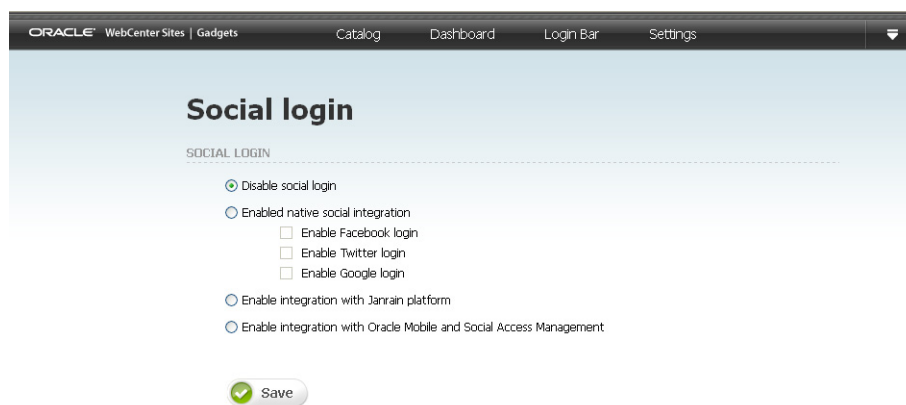 ORACLE WebCenter Sites | Gadgets Catalog Dashboard Login Bar Settings
Social login
SOCIAL LOGIN
Disable social login
Enabled native social integration
Enable Facebook login
Enable Twitter login
Enable Google login
Enable integration with Janrain platform
Enable integration with Oracle Mobile and Social Access Management
Save